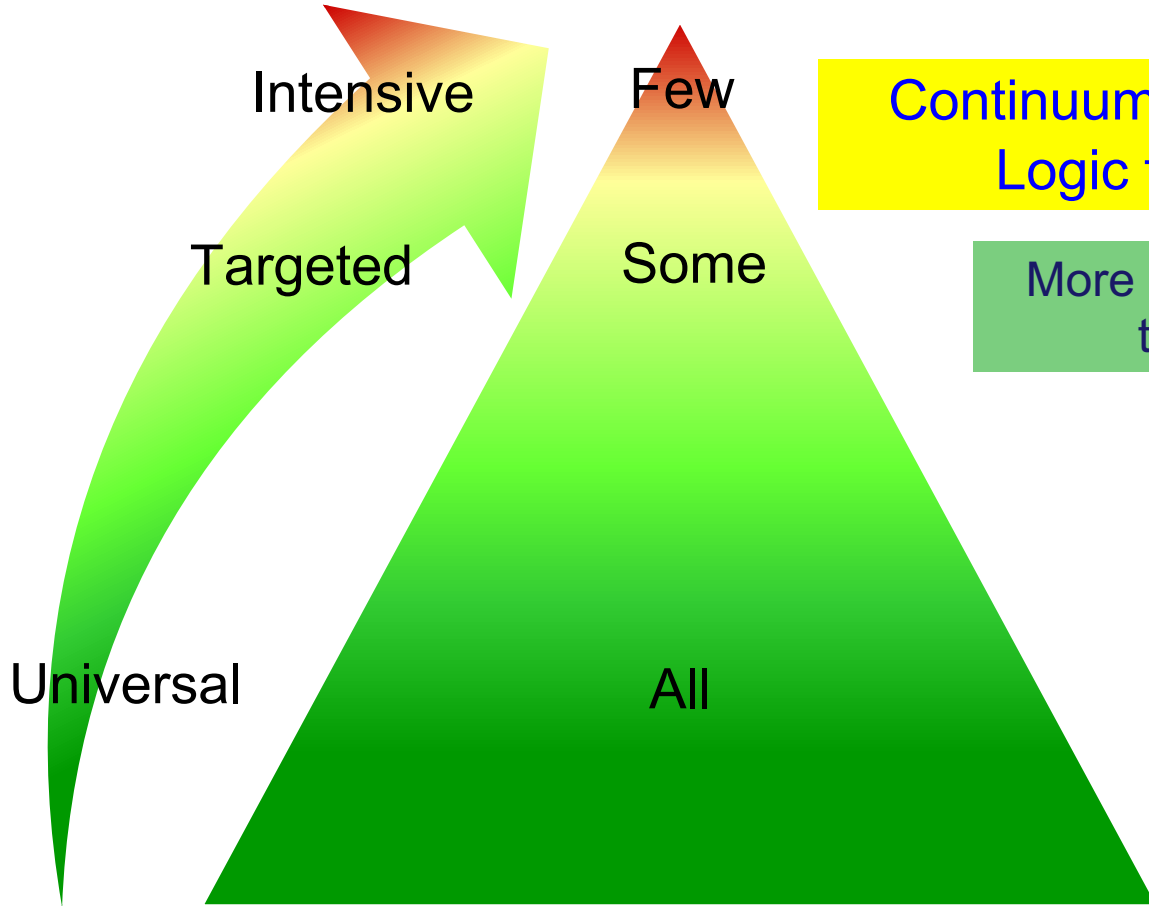 Intensive
Few
Continuum
Logic
Targeted
Some
More
Universal
All